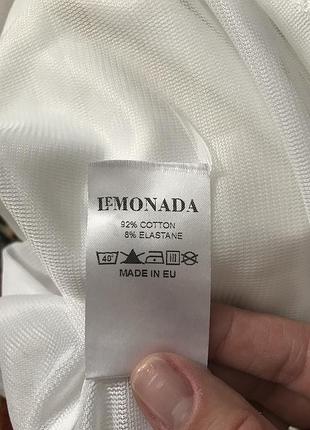 LEMONADA
92% COTTON
8% ELASTANE
40°
MADE IN EU